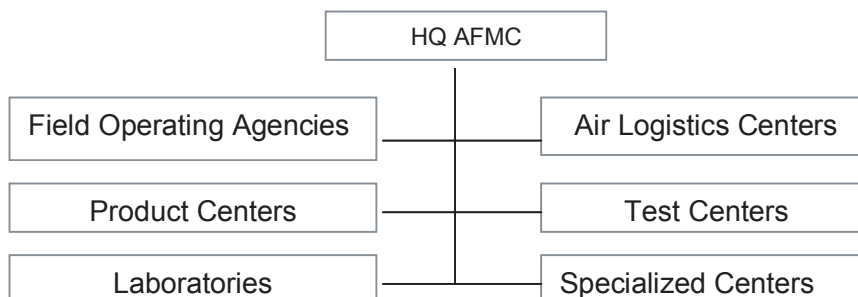 HQ AFMC
Field Operating Agencies
Air Logistics Centers
Product Centers
Test Centers
Laboratories
Specialized Centers